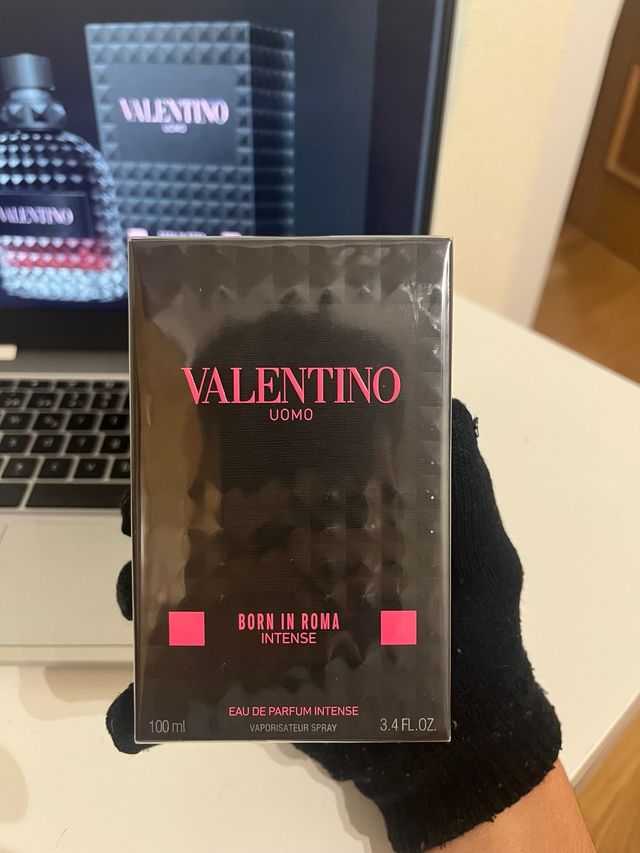 VALENTINO
UOMO
VALENTINO
VALENTINO
UOMO
BORN IN ROMA
INTENSE
EAU DE PARFUM INTENSE
100 ml
VAPORISATEUR SPRAY
3.4 FL.OZ.